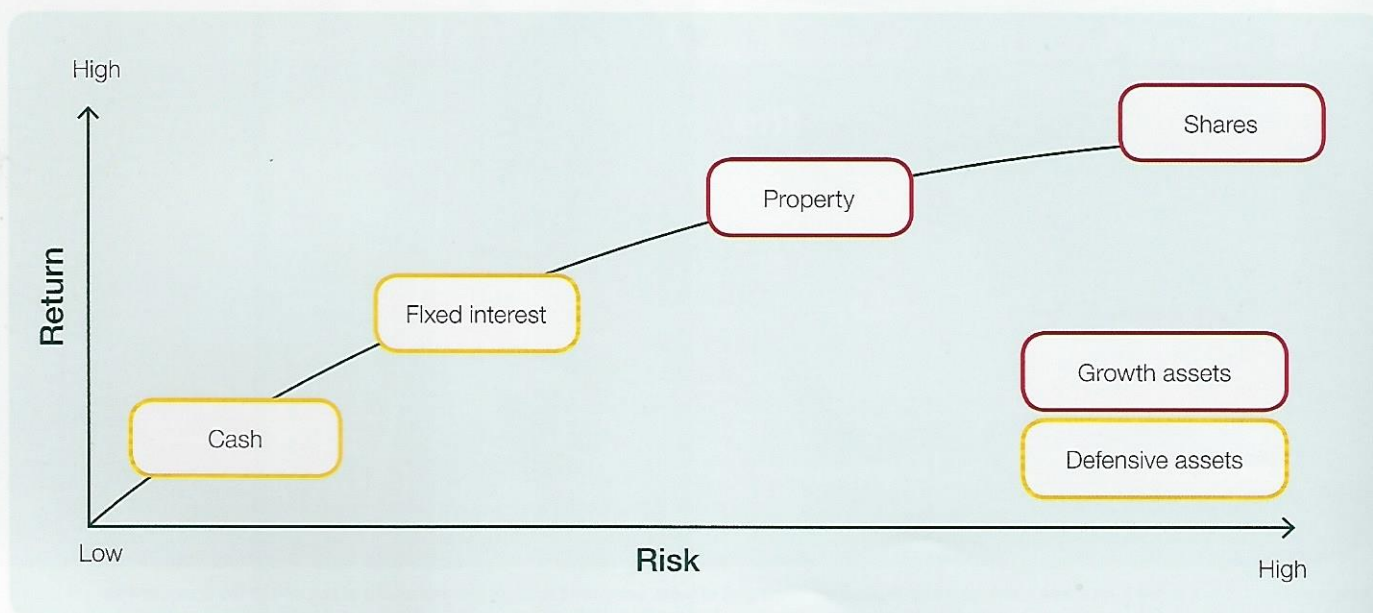 High
Shares
Property
Return
FIxed interest
Growth assets
Cash
Defensive assets
Low
Risk
High